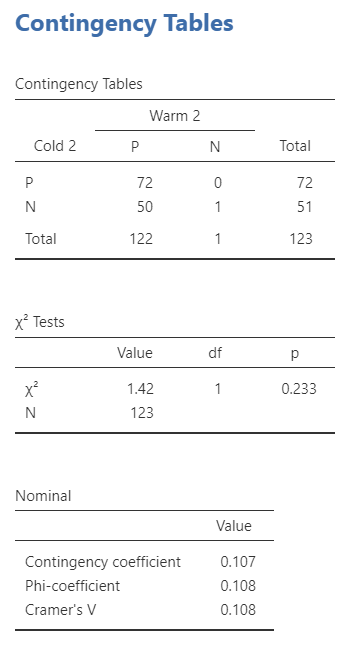 Contingency Tables
Contingency Tables
Warm 2
Cold 2 P N Total
P 72 0 72
N 50 1 51
Total 122 1 123
χ² Tests
Value df p
χ² 1.42 1 0.233
N 123
Nominal
Value
Contingency coefficient 0.107
Phi-coefficient 0.108
Cramer's V 0.108